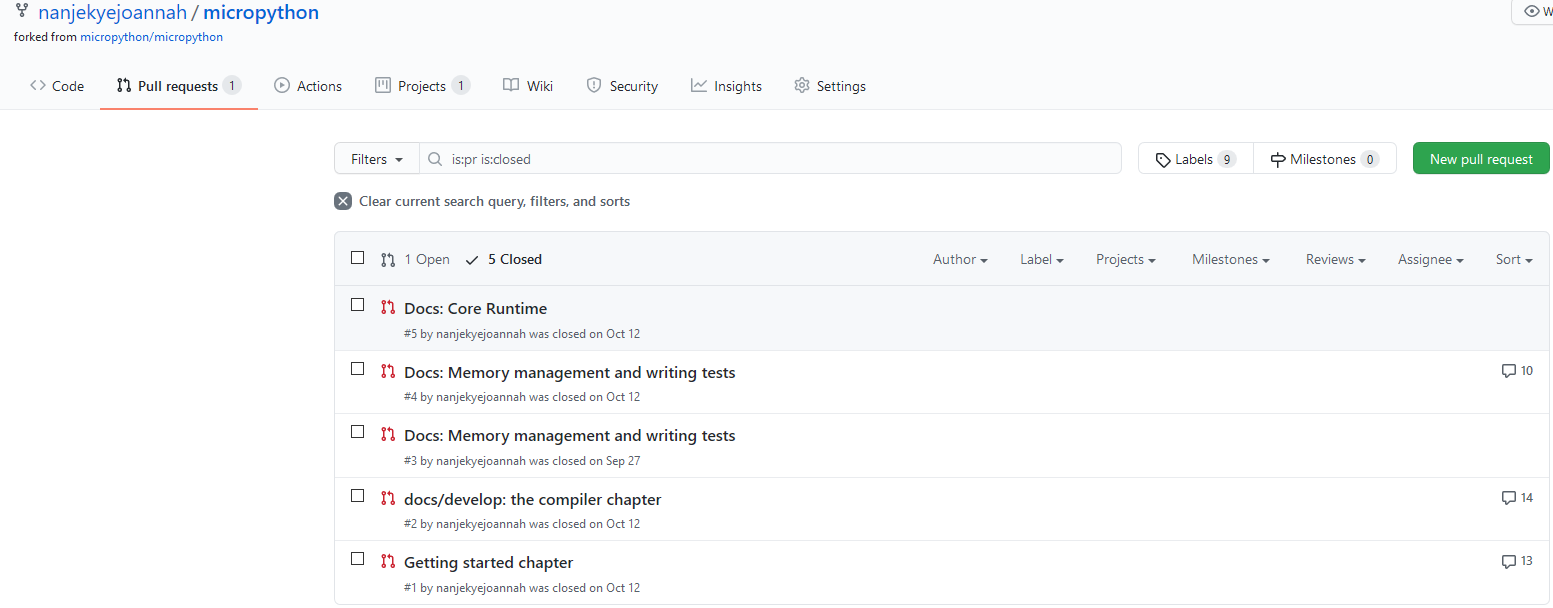 nanjekyejoannah / micropython
W
forked from micropython/micropython
Code Pull requests 1 Actions Projects 1 Wiki Security Insights Settings
Filters is:pr is:closed Labels 9 Milestones 0 New pull request
Clear current search query, filters, and sorts
1 Open 5 Closed Author Label Projects Milestones Reviews Assignee Sort
Docs: Core Runtime
#5 by nanjekyejoannah was closed on Oct 12
Docs: Memory management and writing tests 10
#4 by nanjekyejoannah was closed on Oct 12
Docs: Memory management and writing tests
#3 by nanjekyejoannah was closed on Sep 27
docs/develop: the compiler chapter 14
#2 by nanjekyejoannah was closed on Oct 12
Getting started chapter 13
#1 by nanjekyejoannah was closed on Oct 12